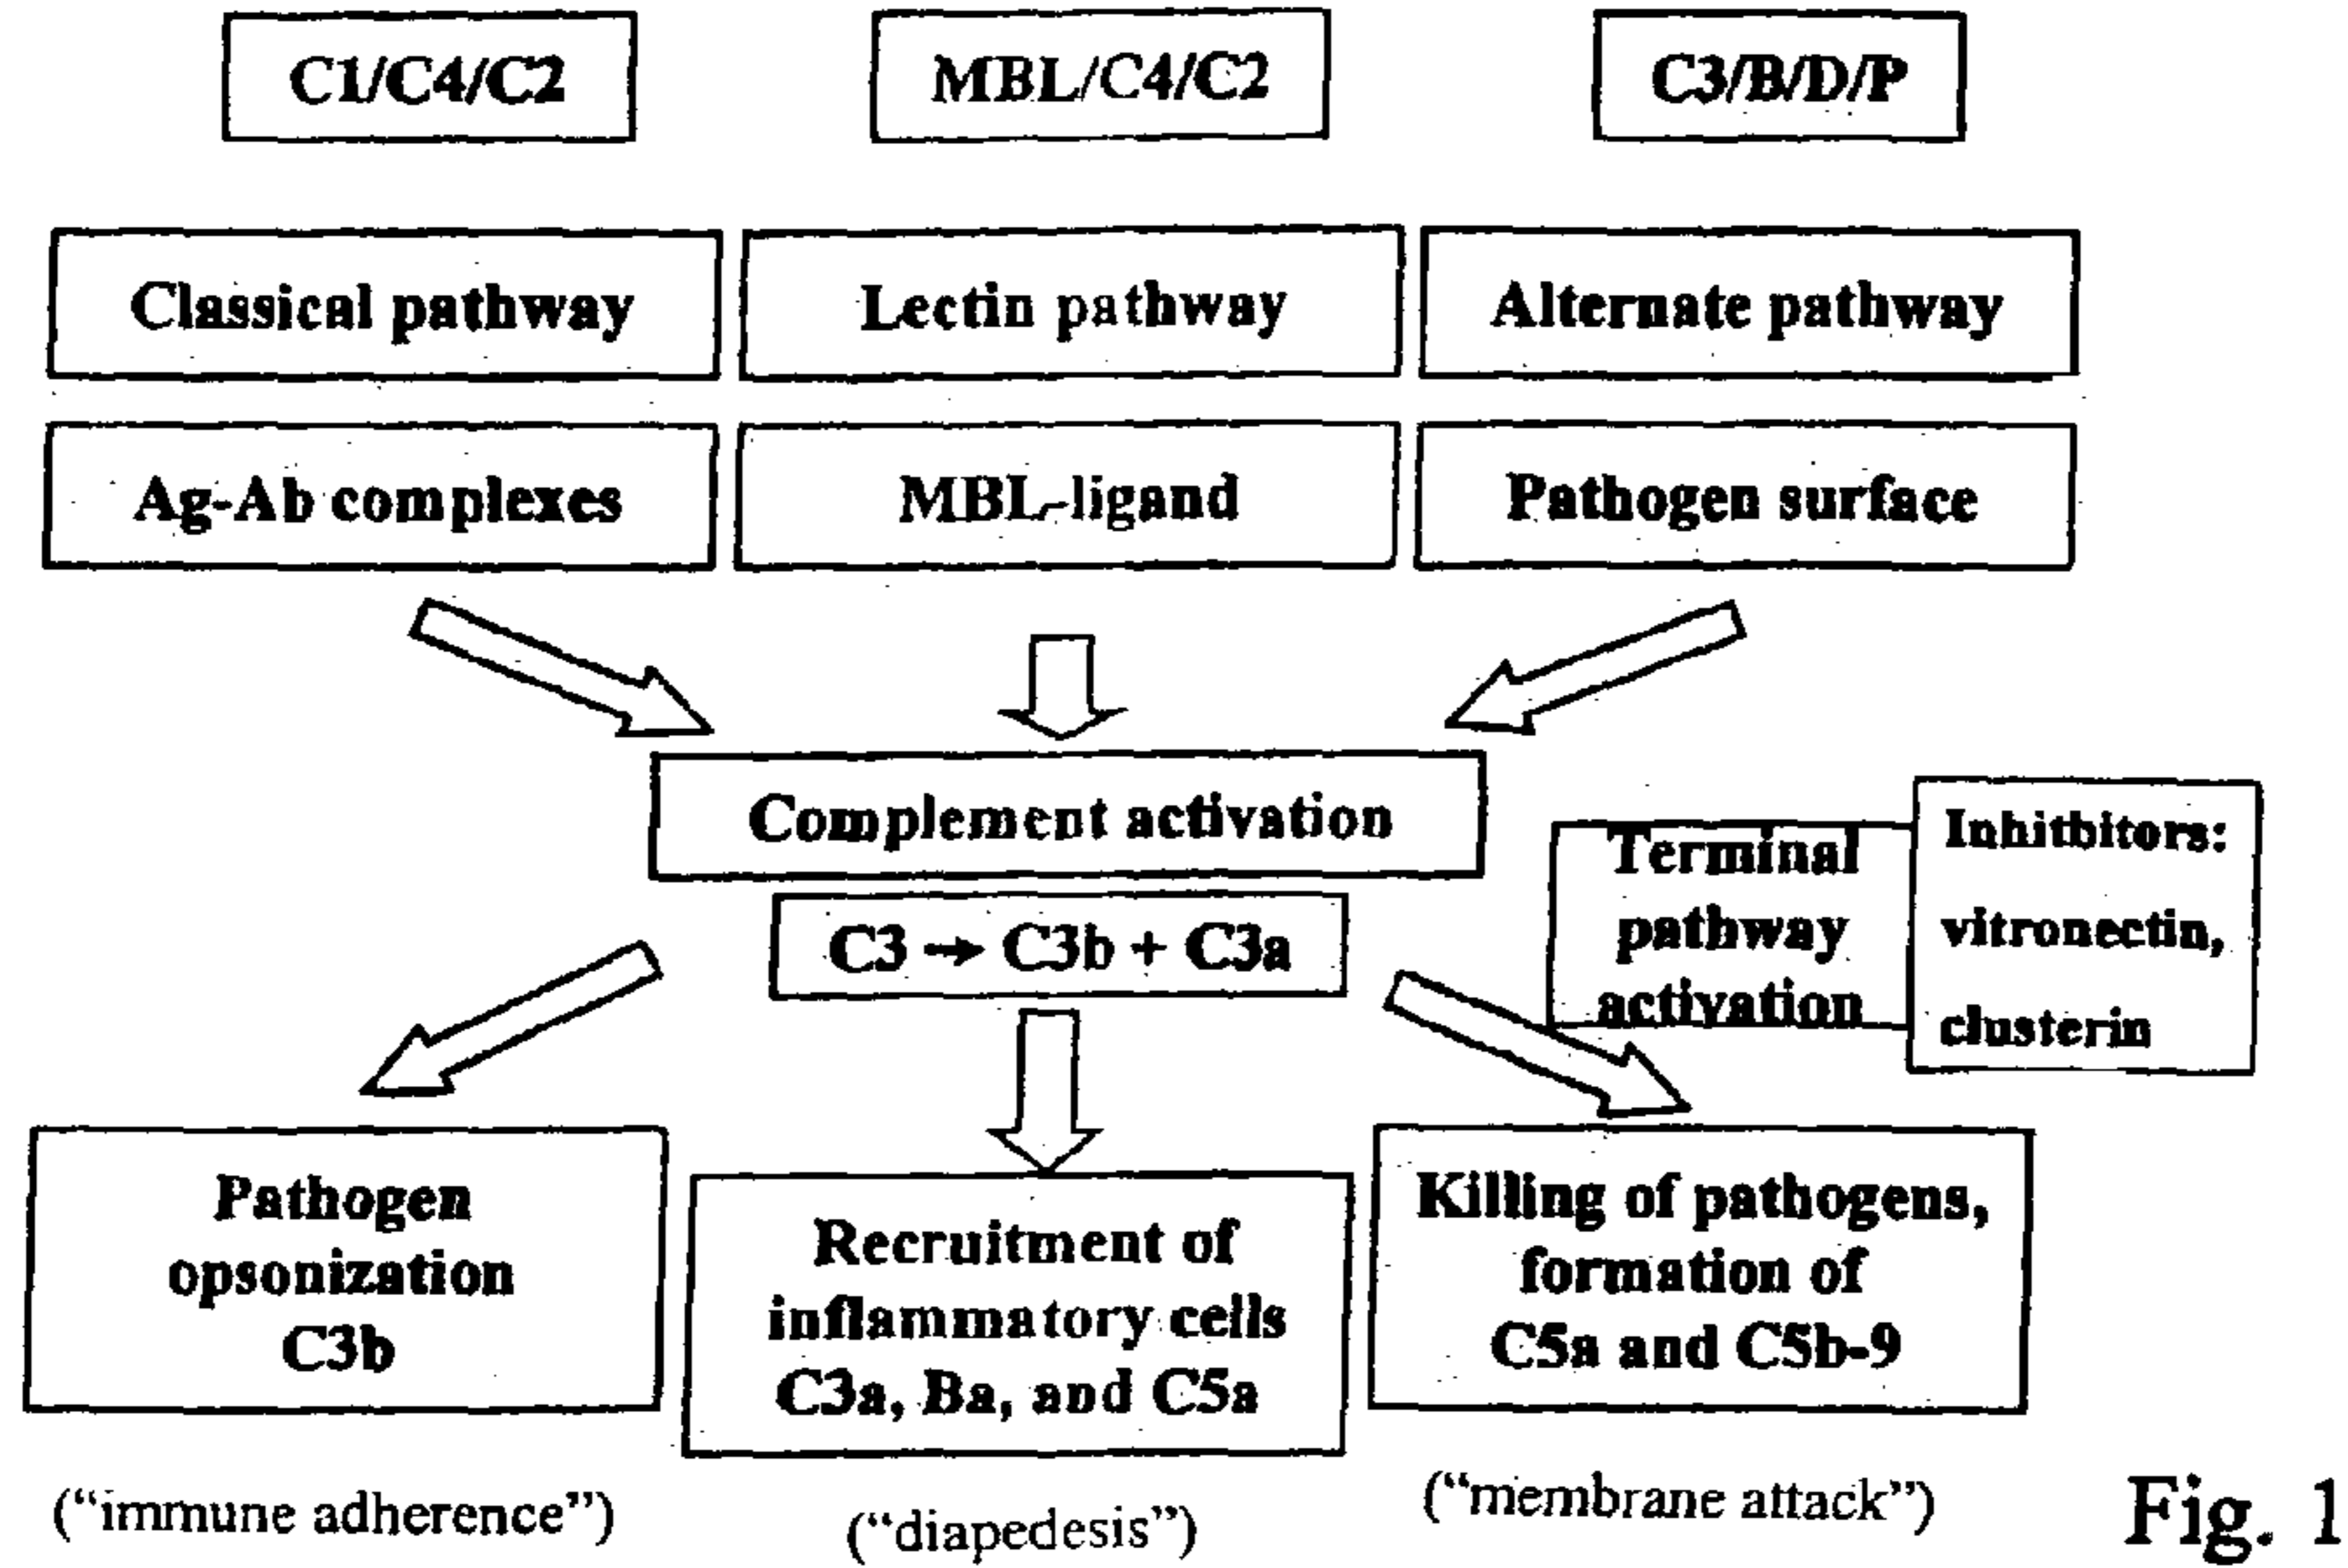 C1/C4/C2
MBL/C4/C2
C3/B/D/P
Classical pathway
Lectin pathway
Alternate pathway
Ag-Ab complexes
MBL-ligand
Pathogen surface
Complement activation
C3 → C3b + C3a
Terminal
pathway
activation
Inhitbitors:
vitronectin,
clusterin
Pathogen
opsonization
C3b
Recruitment of
inflammatory cells
C3a, Ba, and C5a
Killing of pathogens,
formation of
C5a and C5b-9
("immune adherence")
("diapedesis")
("membrane attack")
Fig. 1